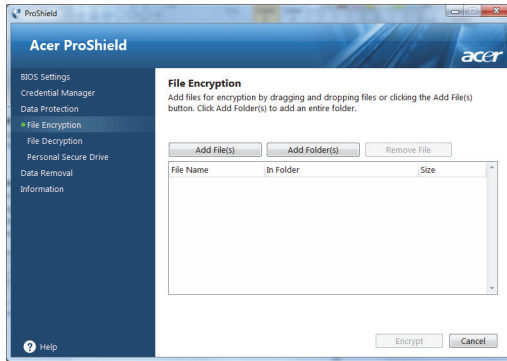 ProShield
Acer ProShield
acer
BIOS Settings
Credential Manager
Data Protection
File Encryption
File Decryption
Personal Secure Drive
Data Removal
Information
Help
File Encryption
Add files for encryption by dragging and dropping files or clicking the Add File(s)
button. Click Add Folder(s) to add an entire folder.
Add File(s) Add Folder(s) Remove File
File Name In Folder Size
Encrypt Cancel